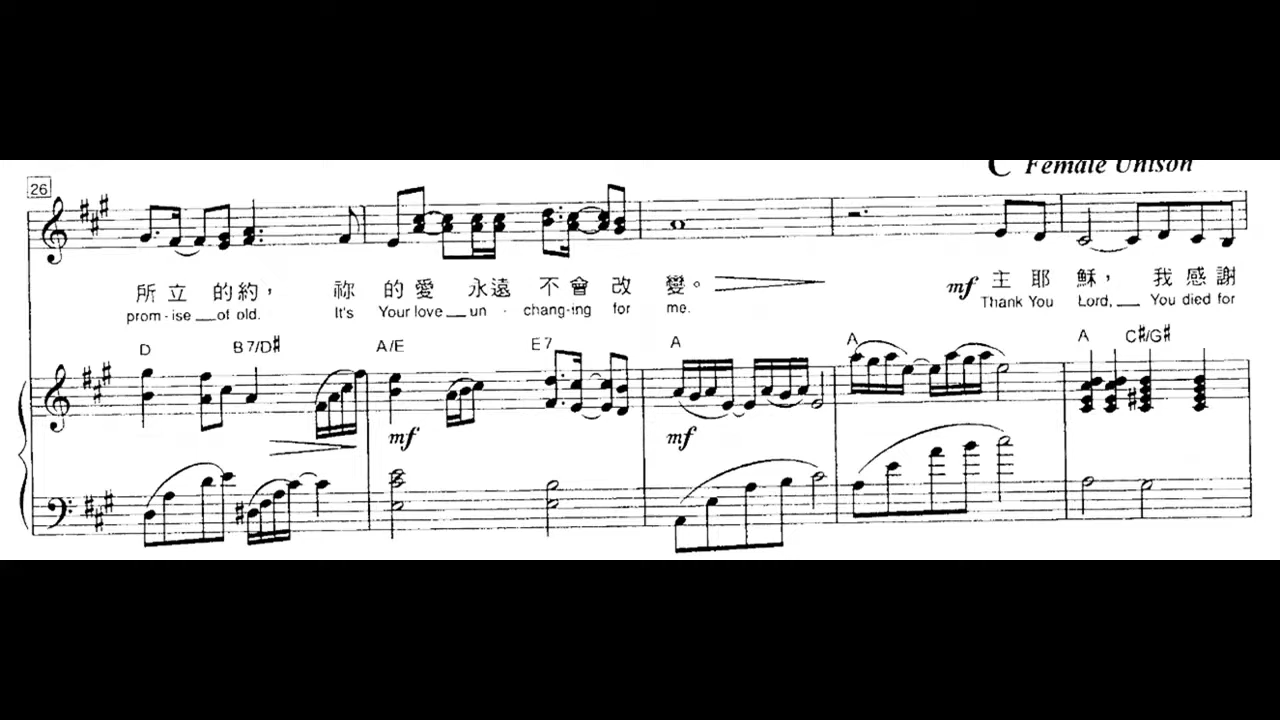 C Female Unison
26
所立的約， 祢的愛永遠不會改變。 mf 主耶穌， 我感謝
prom-ise __ of old. It's Your love __ un - chang-ing for me. Thank You Lord, __ You died for
D B7/D♯ A/E E7 A A A C♯/G♯
mf mf